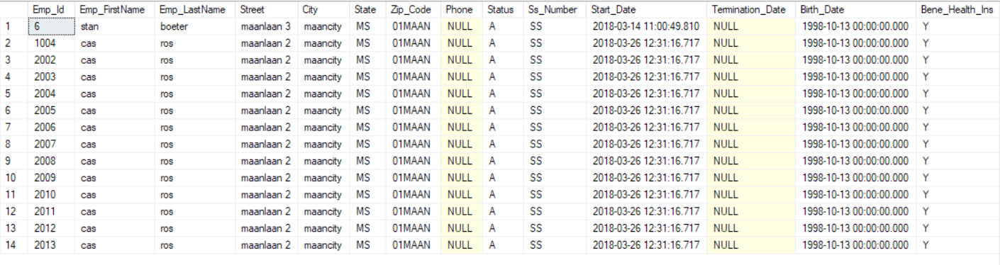 Emp_Id Emp_FirstName Emp_LastName Street City State Zip_Code Phone Status Ss_Number Start_Date Termination_Date Birth_Date Bene_Health_Ins
1 6 stan boeter maanlaan 3 maancity MS 01MAAN NULL A SS 2018-03-14 11:00:49.810 NULL 1998-10-13 00:00:00.000 Y
2 1004 cas ros maanlaan 2 maancity MS 01MAAN NULL A SS 2018-03-26 12:31:16.717 NULL 1998-10-13 00:00:00.000 Y
3 2002 cas ros maanlaan 2 maancity MS 01MAAN NULL A SS 2018-03-26 12:31:16.717 NULL 1998-10-13 00:00:00.000 Y
4 2003 cas ros maanlaan 2 maancity MS 01MAAN NULL A SS 2018-03-26 12:31:16.717 NULL 1998-10-13 00:00:00.000 Y
5 2004 cas ros maanlaan 2 maancity MS 01MAAN NULL A SS 2018-03-26 12:31:16.717 NULL 1998-10-13 00:00:00.000 Y
6 2005 cas ros maanlaan 2 maancity MS 01MAAN NULL A SS 2018-03-26 12:31:16.717 NULL 1998-10-13 00:00:00.000 Y
7 2006 cas ros maanlaan 2 maancity MS 01MAAN NULL A SS 2018-03-26 12:31:16.717 NULL 1998-10-13 00:00:00.000 Y
8 2007 cas ros maanlaan 2 maancity MS 01MAAN NULL A SS 2018-03-26 12:31:16.717 NULL 1998-10-13 00:00:00.000 Y
9 2008 cas ros maanlaan 2 maancity MS 01MAAN NULL A SS 2018-03-26 12:31:16.717 NULL 1998-10-13 00:00:00.000 Y
10 2009 cas ros maanlaan 2 maancity MS 01MAAN NULL A SS 2018-03-26 12:31:16.717 NULL 1998-10-13 00:00:00.000 Y
11 2010 cas ros maanlaan 2 maancity MS 01MAAN NULL A SS 2018-03-26 12:31:16.717 NULL 1998-10-13 00:00:00.000 Y
12 2011 cas ros maanlaan 2 maancity MS 01MAAN NULL A SS 2018-03-26 12:31:16.717 NULL 1998-10-13 00:00:00.000 Y
13 2012 cas ros maanlaan 2 maancity MS 01MAAN NULL A SS 2018-03-26 12:31:16.717 NULL 1998-10-13 00:00:00.000 Y
14 2013 cas ros maanlaan 2 maancity MS 01MAAN NULL A SS 2018-03-26 12:31:16.717 NULL 1998-10-13 00:00:00.000 Y